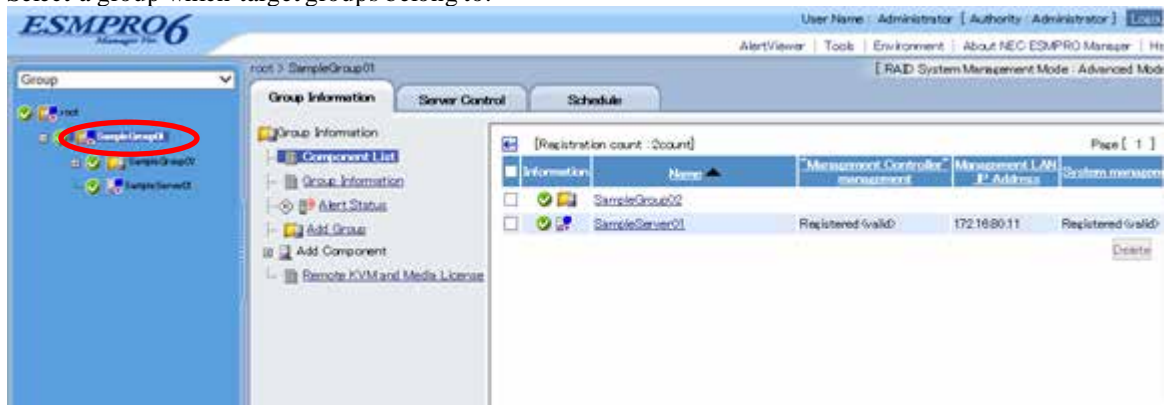 Select a group which target groups belong to.
ESMPRO6
User Name : Administrator [ Authority : Administrator ]
AlertViewer | Tools | Environment | About NEC ESMPRO Manager |
Group
root > SampleGroup01
[ RAID System Management Mode : Advanced Mode
Group Information
Server Control
Schedule
root
SampleGroup01
SampleGroup02
SampleServer01
Group Information
Component List
Group Information
Alert Status
Add Group
Add Component
Remote KVM and Media License
[Registration count : 2count]
Page [ 1 ]
Information
Name
"Management Controller" management
Management LAN IP Address
System management
SampleGroup02
SampleServer01
Registered (valid)
172.16.80.11
Registered (valid)
Delete